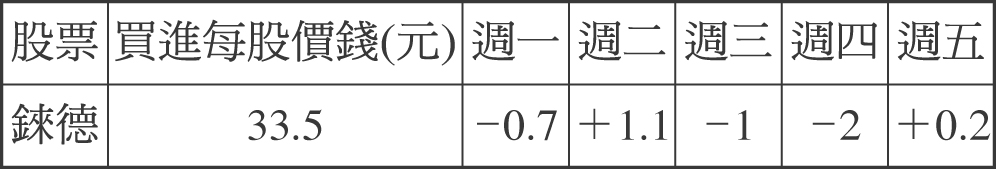 股票 買進每股價錢(元) 週一 週二 週三 週四 週五
錸德 33.5 −0.7 +1.1 −1 −2 +0.2